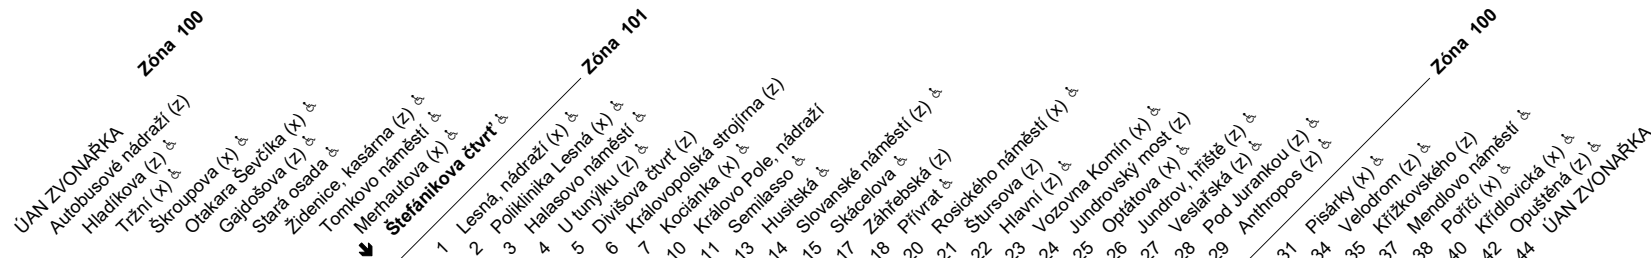 Zóna 100
ÚAN ZVONAŘKA
Autobusové nádraží (z)
Hladíkova (z) ♿
Tržní (x) ♿
Škroupova (x) ♿
Otakara Ševčíka (x) ♿
Gajdošova (z) ♿
Stará osada ♿
Židenice, kasárna (z) ♿
Tomkovo náměstí ♿
Merhautova (x) ♿
Štefánikova čtvrť ♿
Zóna 101
1 Lesná, nádraží (x) ♿
2 Poliklinika Lesná (x) ♿
3 Halasovo náměstí ♿
4 U tunýlku (z) ♿
5 Divišova čtvrť (z)
6 Královopolská strojírna (z)
7 Kociánka (x) ♿
10 Královo Pole, nádraží
11 Semilasso ♿
13 Husitská ♿
14 Slovanské náměstí (z) ♿
15 Skácelova ♿
17 Záhřebská (z)
18 Přívrat ♿
20 Rosického náměstí (x) ♿
21 Štursova (z)
22 Hlavní (z) ♿
23 Vozovna Komín (x) ♿
24 Jundrovský most (z)
25 Optátova (x) ♿
26 Jundrov, hřiště (z) ♿
27 Veslařská (z) ♿
28 Pod Jurankou (z) ♿
29 Anthropos (z) ♿
Zóna 100
31 Pisárky (x) ♿
34 Velodrom (z) ♿
35 Křížkovského (z)
37 Mendlovo náměstí ♿
38 Poříčí (x) ♿
40 Křídlovická (x) ♿
42 Opuštěná (z) ♿
44 ÚAN ZVONAŘKA